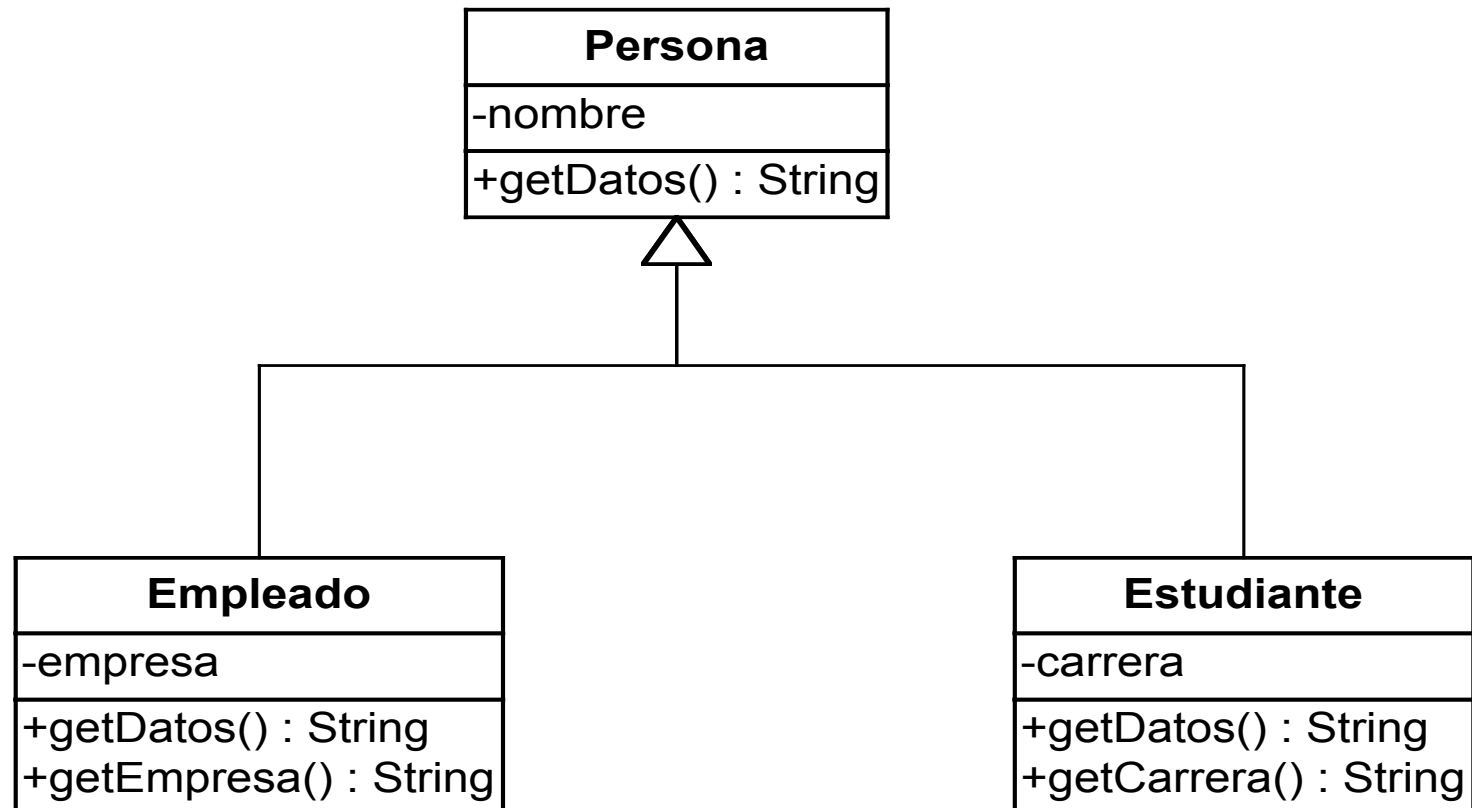 Persona
-nombre
+getDatos() : String
Empleado
-empresa
+getDatos() : String
+getEmpresa() : String
Estudiante
-carrera
+getDatos() : String
+getCarrera() : String